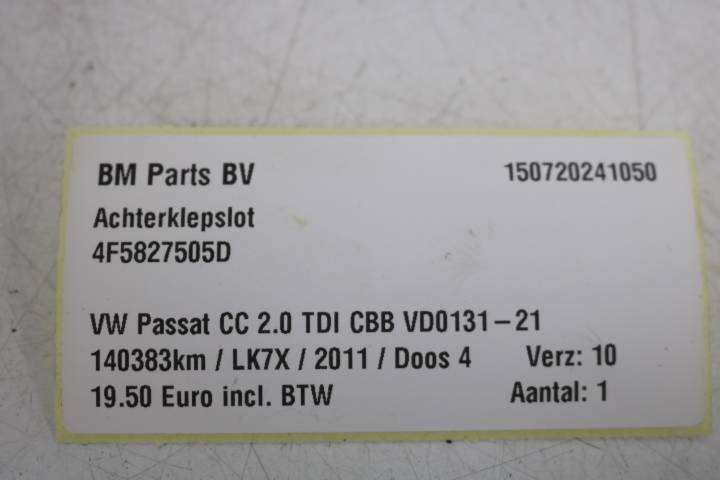 BM Parts BV 150720241050
Achterklepslot
4F5827505D
VW Passat CC 2.0 TDI CBB VD0131-21
140383km / LK7X / 2011 / Doos 4 Verz: 10
19.50 Euro incl. BTW Aantal: 1